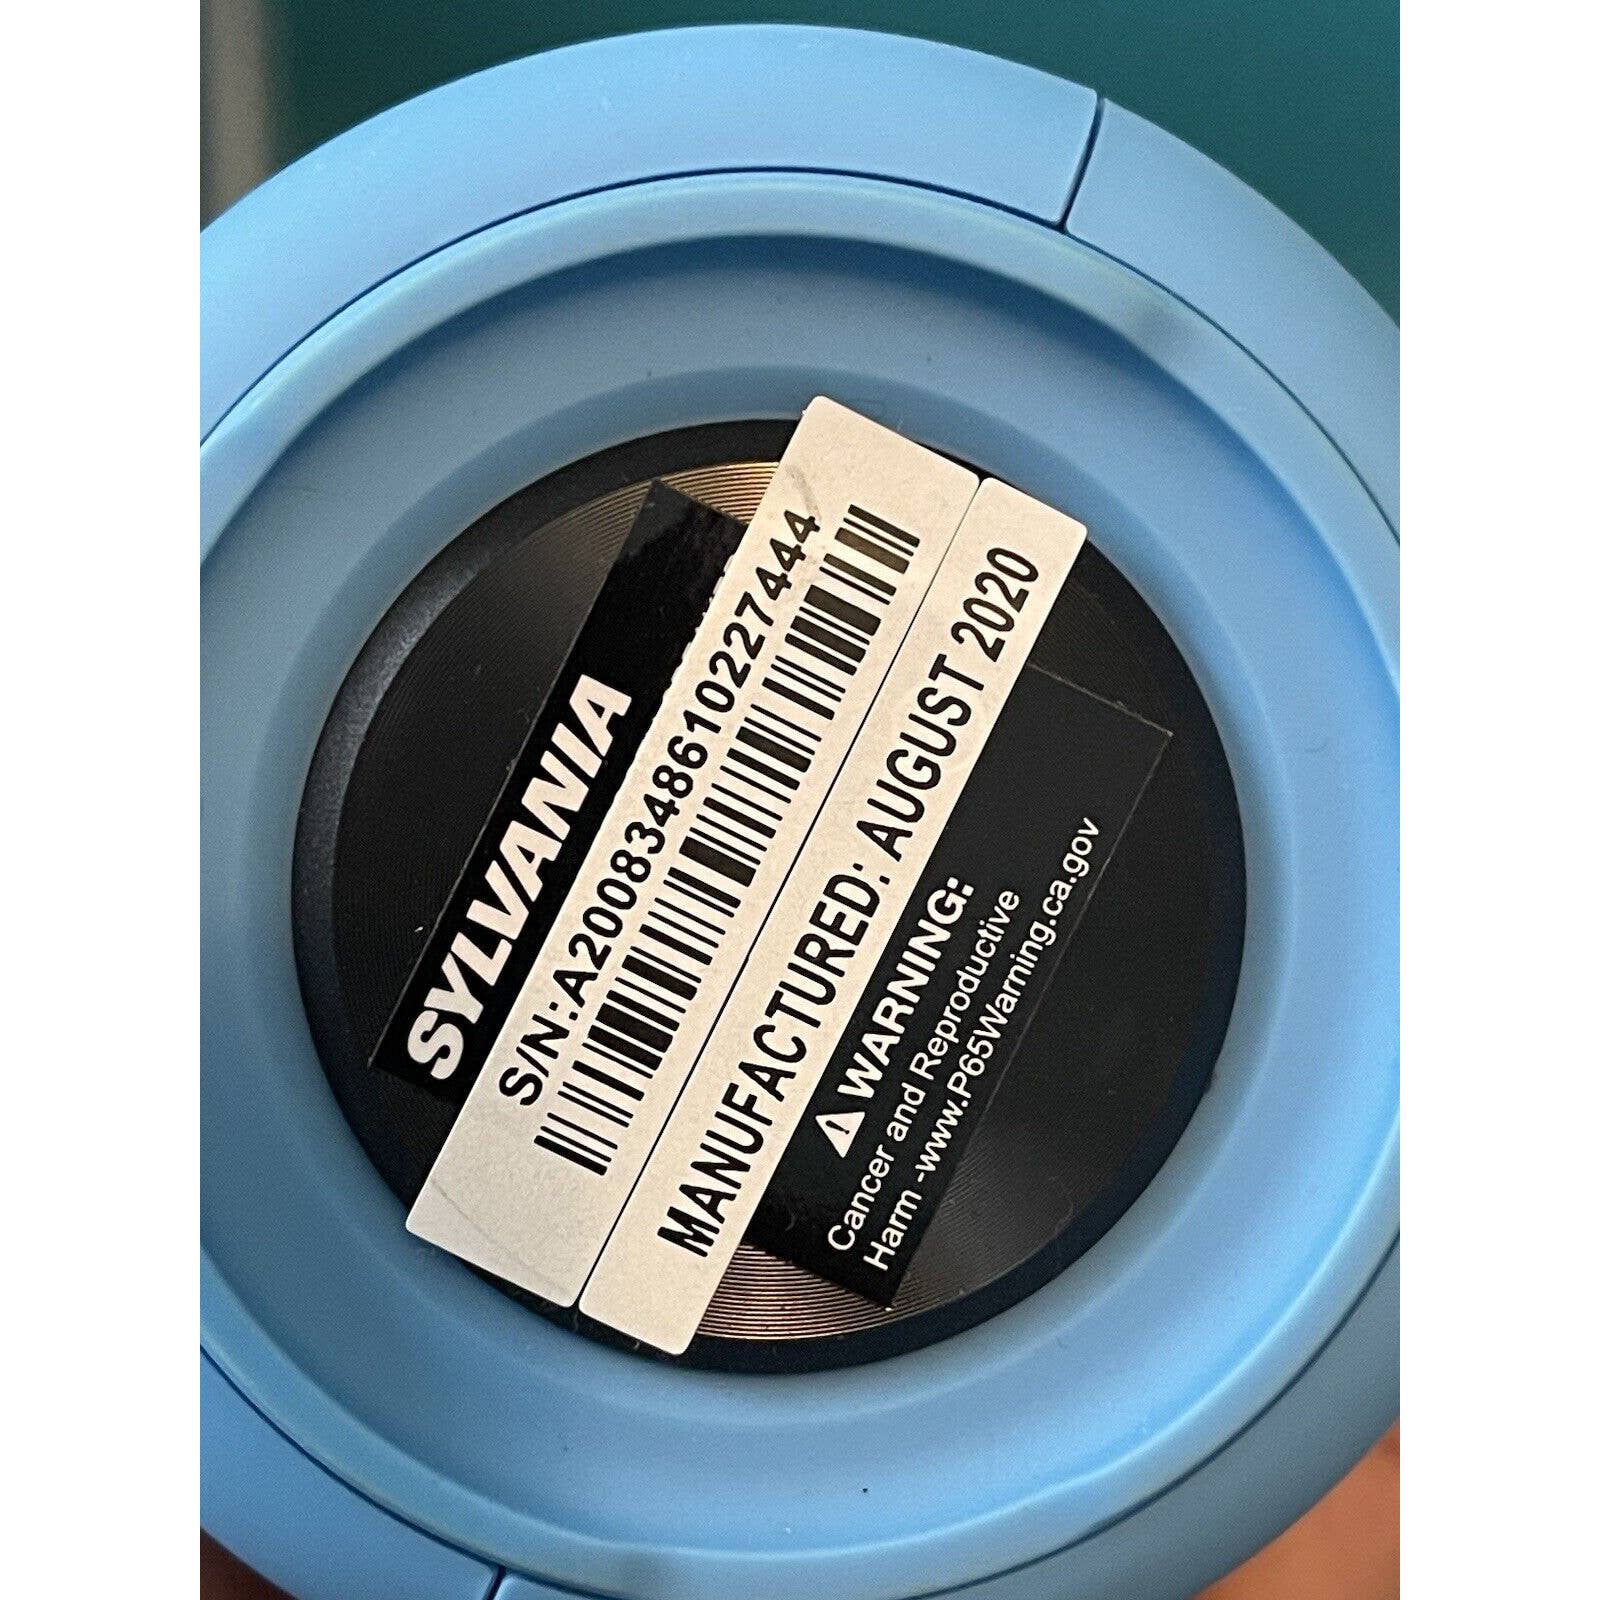 SYLVANIA
S/N:A2008348610227444
MANUFACTURED: AUGUST 2020
⚠WARNING:
Cancer and Reproductive
Harm -www.P65Warning.ca.gov